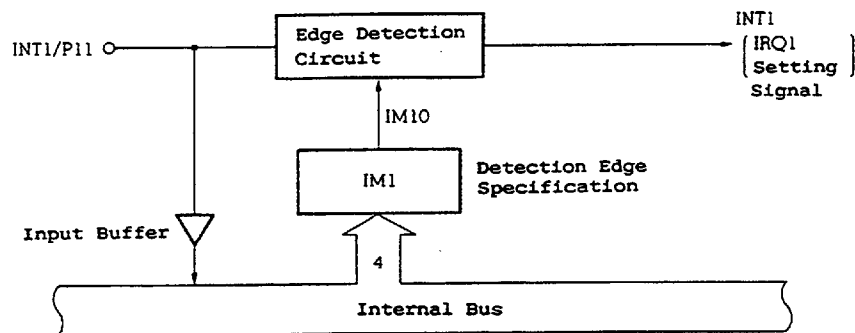 INT1/P11
Edge Detection
Circuit
INT1
IRQ1
Setting
Signal
IM10
IM1
Detection Edge
Specification
Input Buffer
4
Internal Bus